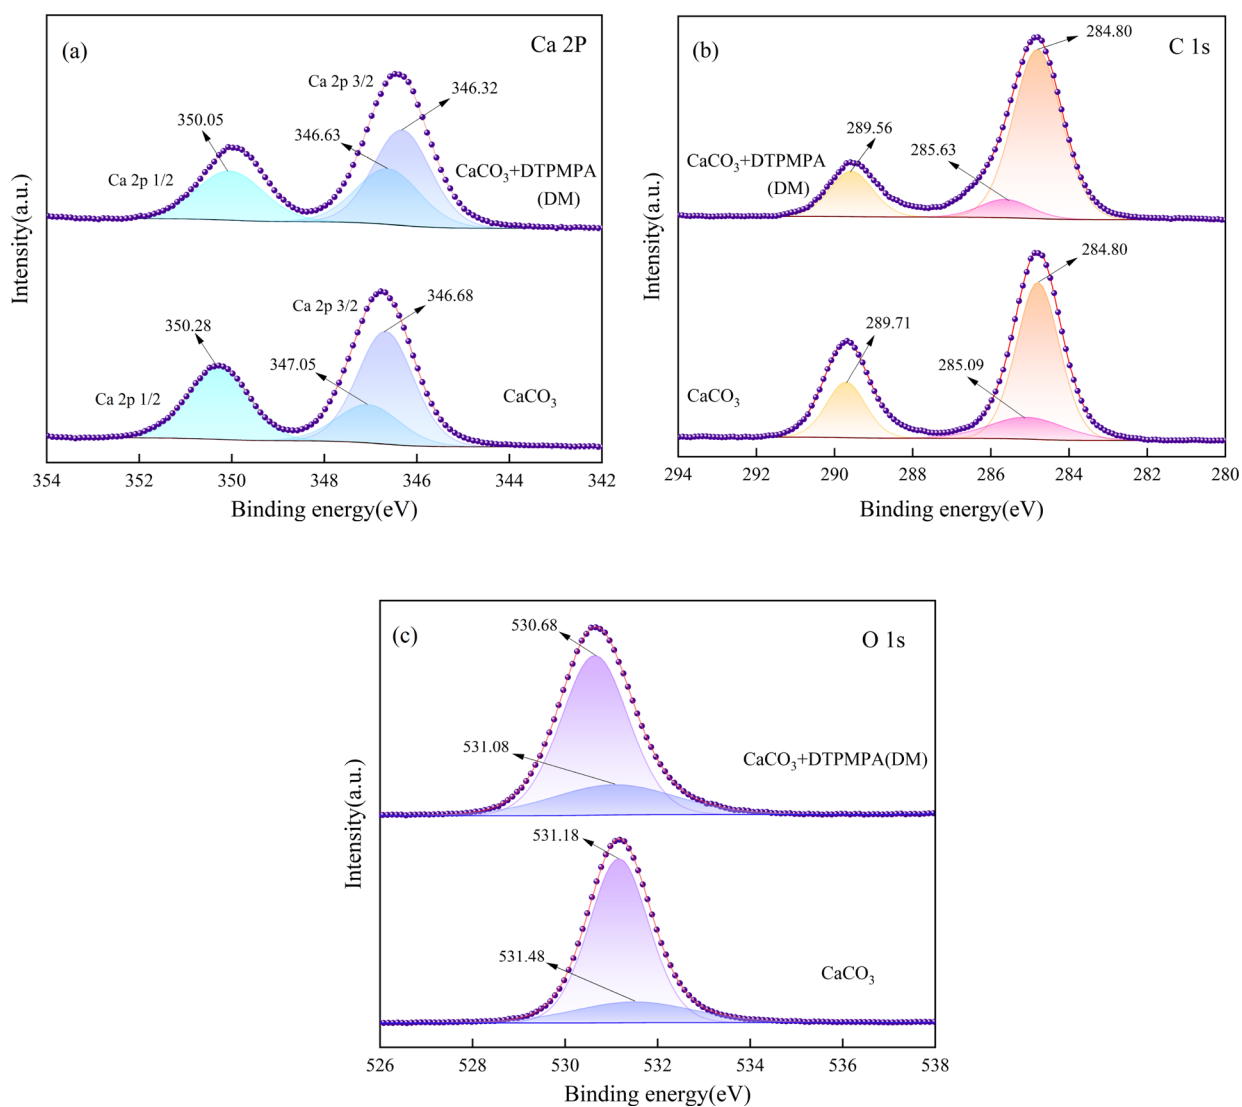 (a)
Ca 2P
Ca 2p 3/2
346.32
350.05
346.63
Ca 2p 1/2
CaCO₃+DTPMPA
(DM)
Ca 2p 3/2
346.68
350.28
347.05
Ca 2p 1/2
CaCO₃
Intensity(a.u.)
354
352
350
348
346
344
342
Binding energy(eV)
(b)
C 1s
284.80
289.56
285.63
CaCO₃+DTPMPA
(DM)
284.80
289.71
285.09
CaCO₃
Intensity(a.u.)
294
292
290
288
286
284
282
280
Binding energy(eV)
(c)
O 1s
530.68
531.08
CaCO₃+DTPMPA(DM)
531.18
531.48
CaCO₃
Intensity(a.u.)
526
528
530
532
534
536
538
Binding energy(eV)